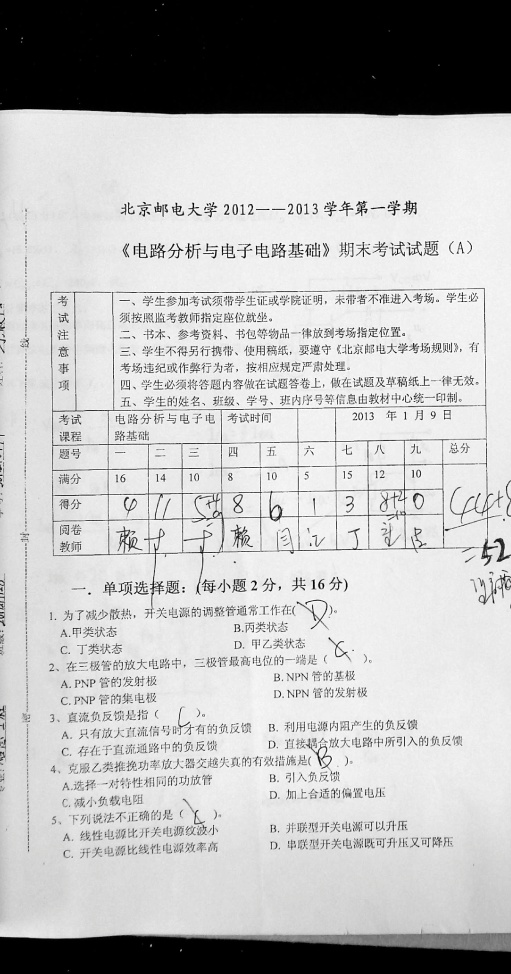 北京邮电大学2012——2013学年第一学期
《电路分析与电子电路基础》期末考试试题（A）
考试注意事项
一、学生参加考试须带学生证或学院证明，未带者不准进入考场。学生必
须按照监考教师指定座位就坐。
二、书本、参考资料、书包等物品一律放到考场指定位置。
三、学生不得另行携带、使用稿纸，要遵守《北京邮电大学考场规则》，有
考场违纪或作弊行为者，按相应规定严肃处理。
四、学生必须将答题内容做在试题答卷上，做在试题及草稿纸上一律无效。
五、学生的姓名、班级、学号、班内序号等信息由教材中心统一印制。
考试课程 电路分析与电子电路基础 考试时间 2013 年 1 月 9 日
题号 一 二 三 四 五 六 七 八 九 总分
满分 16 14 10 8 10 5 15 12 10
得分 4 11 5+4 8 6 1 3 8+2 0 44+8
阅卷教师
=52
一．单项选择题：(每小题2分，共16分)
1. 为了减少散热，开关电源的调整管通常工作在( D )。
A.甲类状态 B.丙类状态
C. 丁类状态 D. 甲乙类状态
2、在三极管的放大电路中，三极管最高电位的一端是（ C ）。
A. PNP 管的发射极 B. NPN 管的基极
C. PNP 管的集电极 D. NPN 管的发射极
3、直流负反馈是指（ C ）。
A. 只有放大直流信号时才有的负反馈 B. 利用电源内阻产生的负反馈
C. 存在于直流通路中的负反馈 D. 直接耦合放大电路中所引入的负反馈
4、克服乙类推挽功率放大器交越失真的有效措施是( B )。
A.选择一对特性相同的功放管 B. 引入负反馈
C. 减小负载电阻 D. 加上合适的偏置电压
5、下列说法不正确的是（ C ）。
A. 线性电源比开关电源纹波小 B. 并联型开关电源可以升压
C. 开关电源比线性电源效率高 D. 串联型开关电源既可升压又可降压